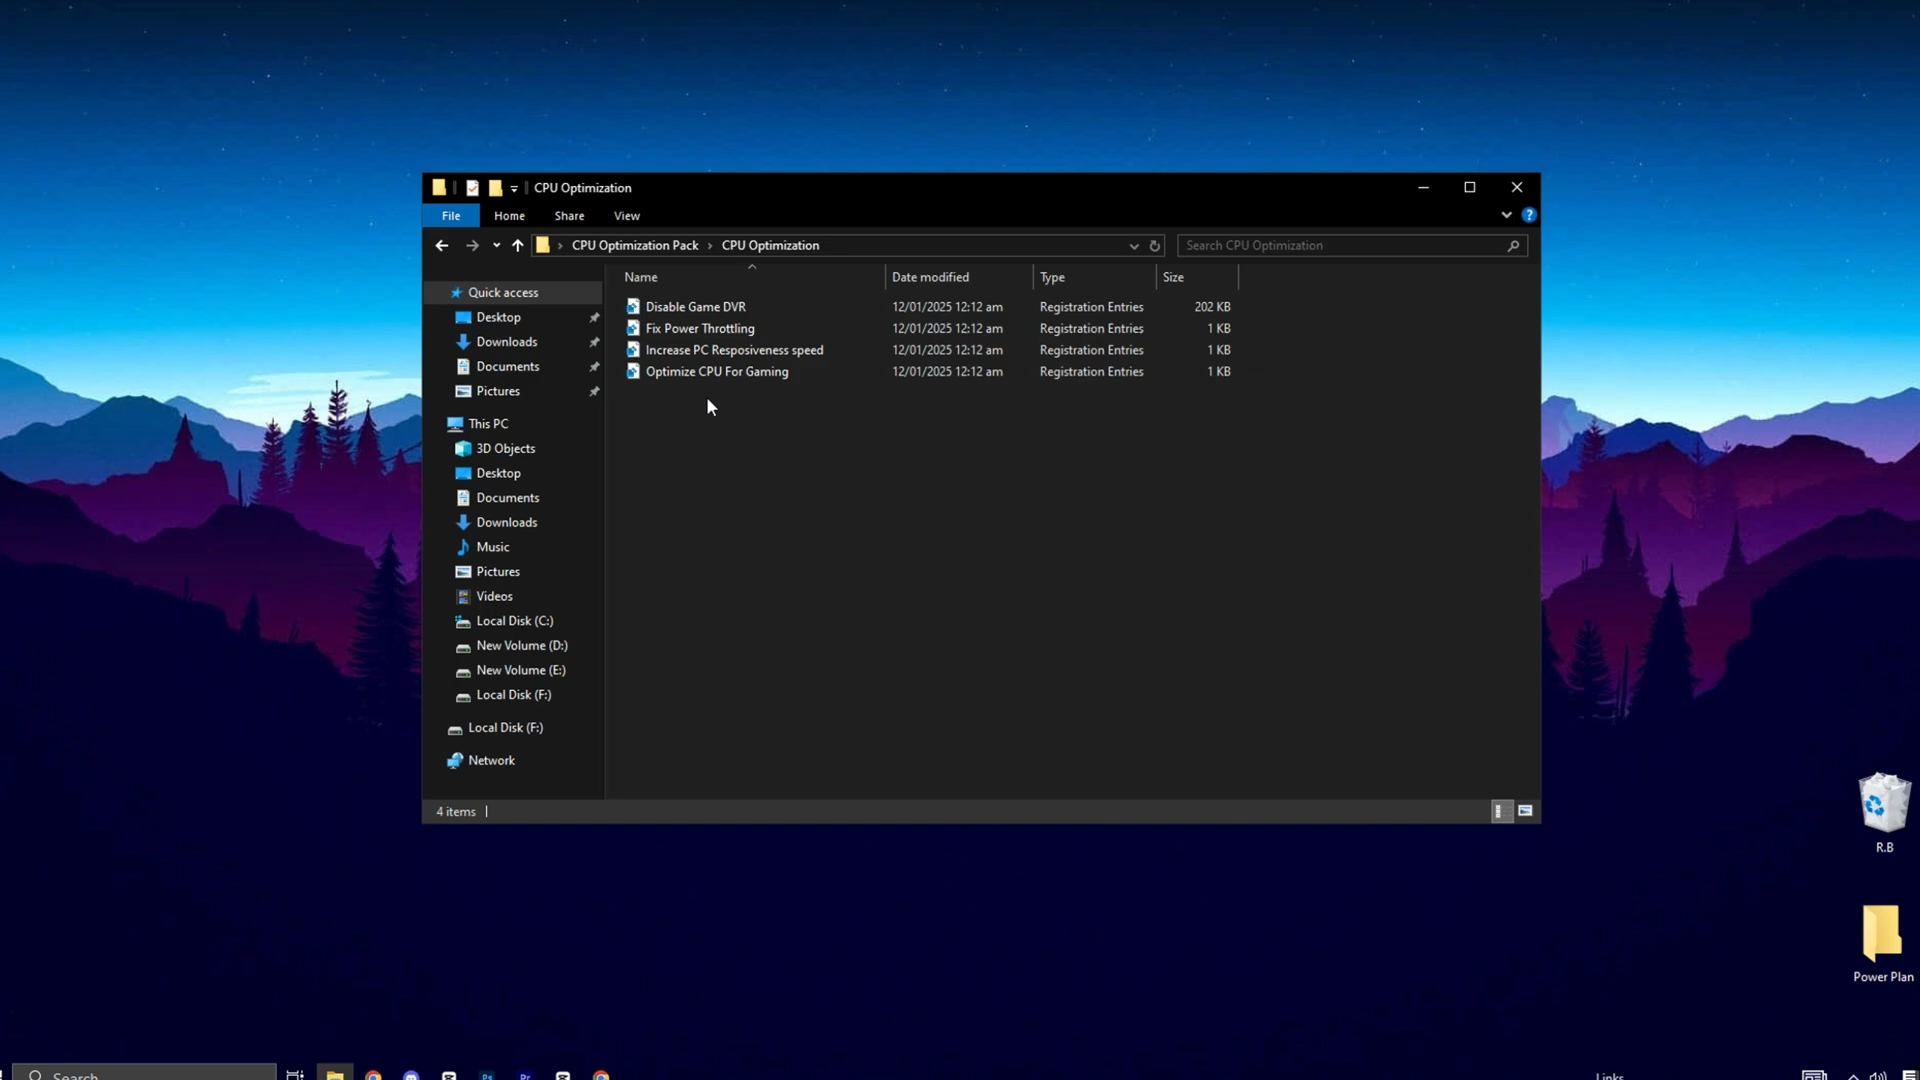 CPU Optimization
File Home Share View
CPU Optimization Pack CPU Optimization
Search CPU Optimization
Name Date modified Type Size
Disable Game DVR 12/01/2025 12:12 am Registration Entries 202 KB
Fix Power Throttling 12/01/2025 12:12 am Registration Entries 1 KB
Increase PC Resposiveness speed 12/01/2025 12:12 am Registration Entries 1 KB
Optimize CPU For Gaming 12/01/2025 12:12 am Registration Entries 1 KB
Quick access
Desktop
Downloads
Documents
Pictures
This PC
3D Objects
Desktop
Documents
Downloads
Music
Pictures
Videos
Local Disk (C:)
New Volume (D:)
New Volume (E:)
Local Disk (F:)
Local Disk (F:)
Network
4 items
R.B
Power Plan
Search
Ps
Pr
Links